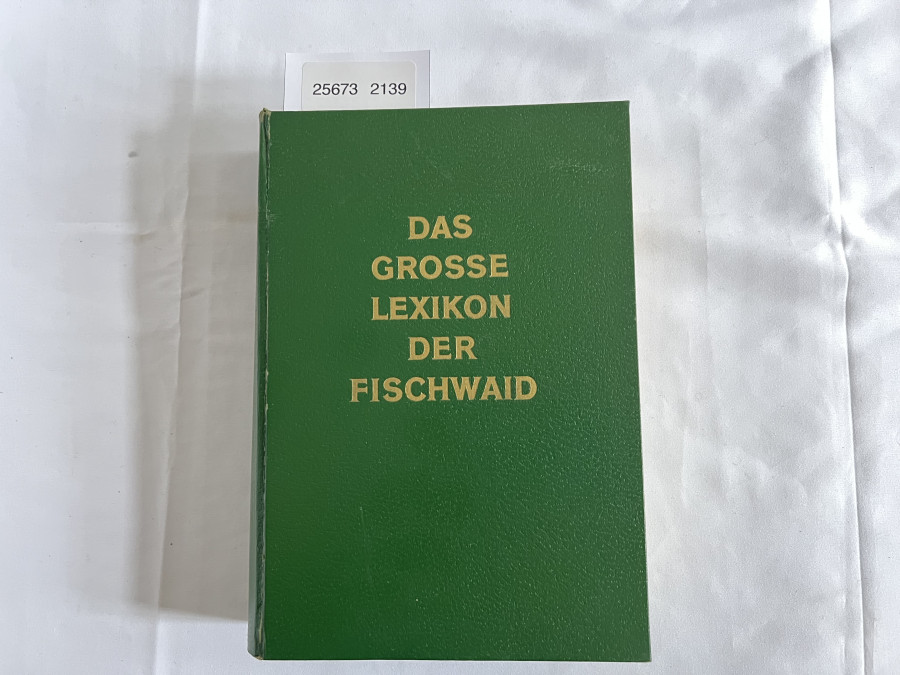 25673 2139
DAS
GROSSE
LEXIKON
DER
FISCHWAID